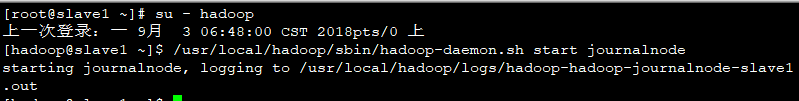 [root@slave1 ~]# su - hadoop
上一次登录：一 9月  3 06:48:00 CST 2018pts/0 上
[hadoop@slave1 ~]$ /usr/local/hadoop/sbin/hadoop-daemon.sh start journalnode
starting journalnode, logging to /usr/local/hadoop/logs/hadoop-hadoop-journalnode-slave1
.out
[hadoop@slave1 ~]$